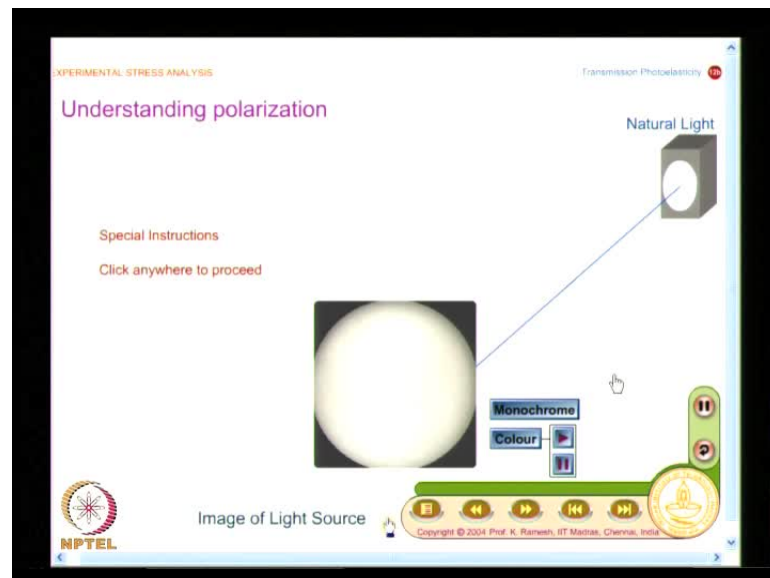 EXPERIMENTAL STRESS ANALYSIS
Transmission Photoelasticity 12b
Understanding polarization
Natural Light
Special Instructions
Click anywhere to proceed
Monochrome
Colour
Image of Light Source
NPTEL
Copyright © 2004 Prof. K. Ramesh, IIT Madras, Chennai, India